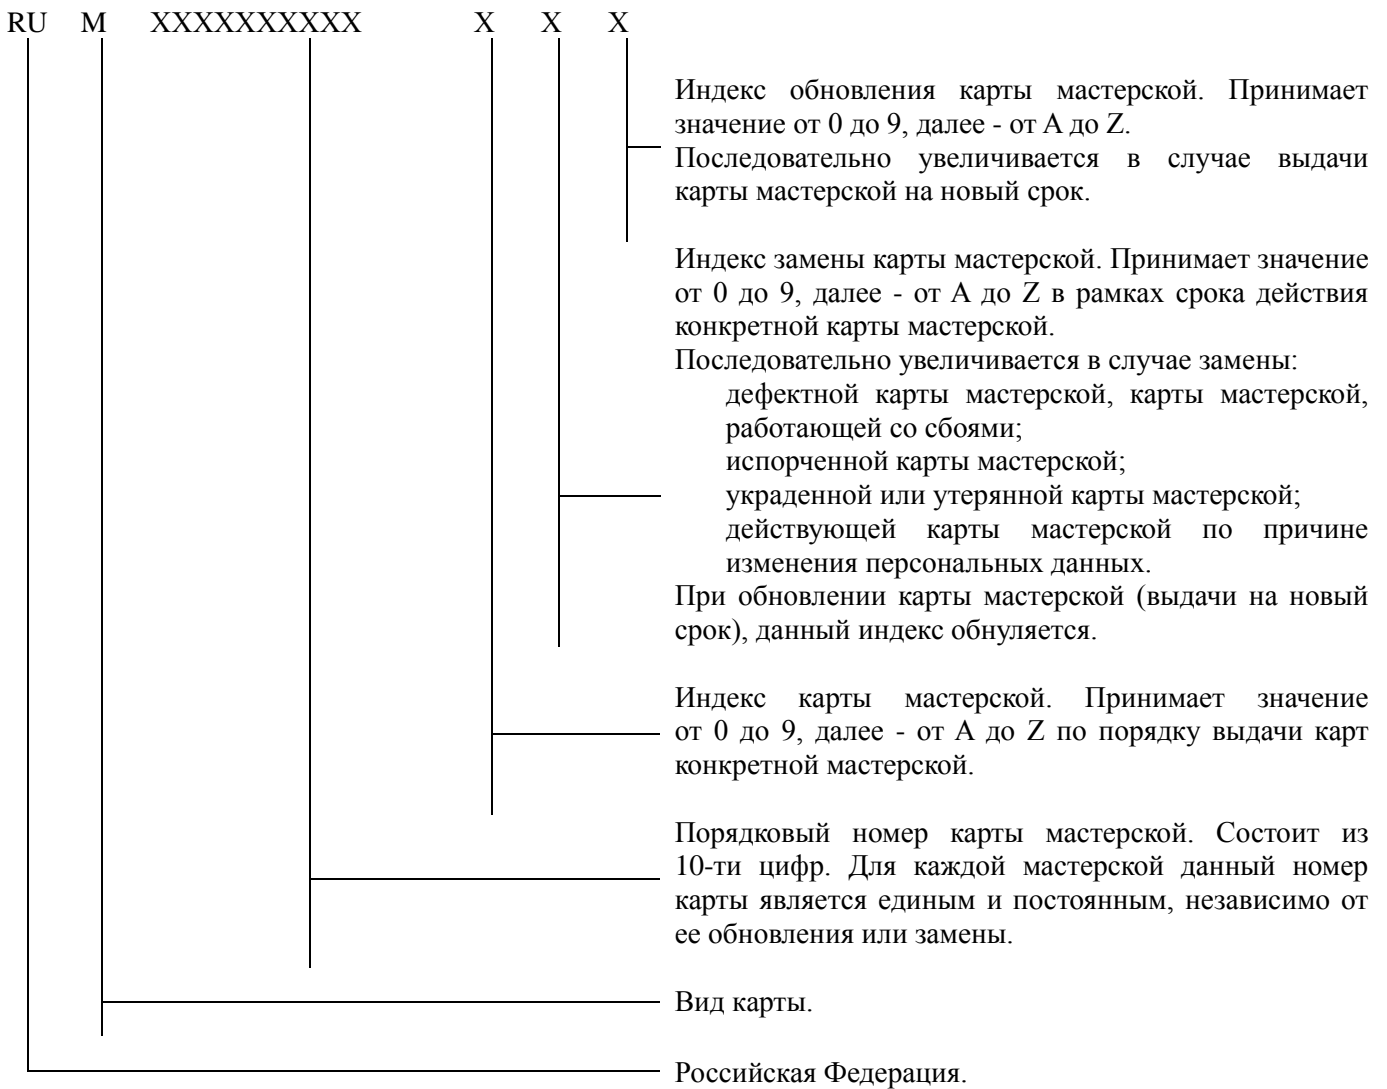 RU M XXXXXXXXXX X X X
Индекс обновления карты мастерской. Принимает
значение от 0 до 9, далее - от A до Z.
Последовательно увеличивается в случае выдачи
карты мастерской на новый срок.
Индекс замены карты мастерской. Принимает значение
от 0 до 9, далее - от A до Z в рамках срока действия
конкретной карты мастерской.
Последовательно увеличивается в случае замены:
дефектной карты мастерской, карты мастерской,
работающей со сбоями;
испорченной карты мастерской;
украденной или утерянной карты мастерской;
действующей карты мастерской по причине
изменения персональных данных.
При обновлении карты мастерской (выдачи на новый
срок), данный индекс обнуляется.
Индекс карты мастерской. Принимает значение
от 0 до 9, далее - от A до Z по порядку выдачи карт
конкретной мастерской.
Порядковый номер карты мастерской. Состоит из
10-ти цифр. Для каждой мастерской данный номер
карты является единым и постоянным, независимо от
ее обновления или замены.
Вид карты.
Российская Федерация.